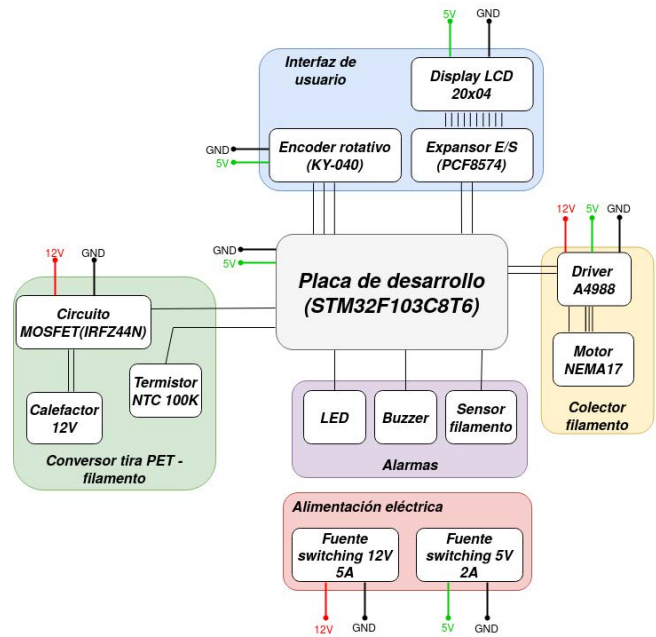 5V
GND
Interfaz de
usuario
Display LCD
20x04
GND
5V
Encoder rotativo
(KY-040)
Expansor E/S
(PCF8574)
12V
5V
GND
GND
5V
Placa de desarrollo
(STM32F103C8T6)
Driver
A4988
Motor
NEMA17
Colector
filamento
12V
GND
Circuito
MOSFET(IRFZ44N)
Calefactor
12V
Termistor
NTC 100K
Conversor tira PET -
filamento
LED
Buzzer
Sensor
filamento
Alarmas
Alimentación eléctrica
Fuente
switching 12V
5A
Fuente
switching 5V
2A
12V
GND
5V
GND